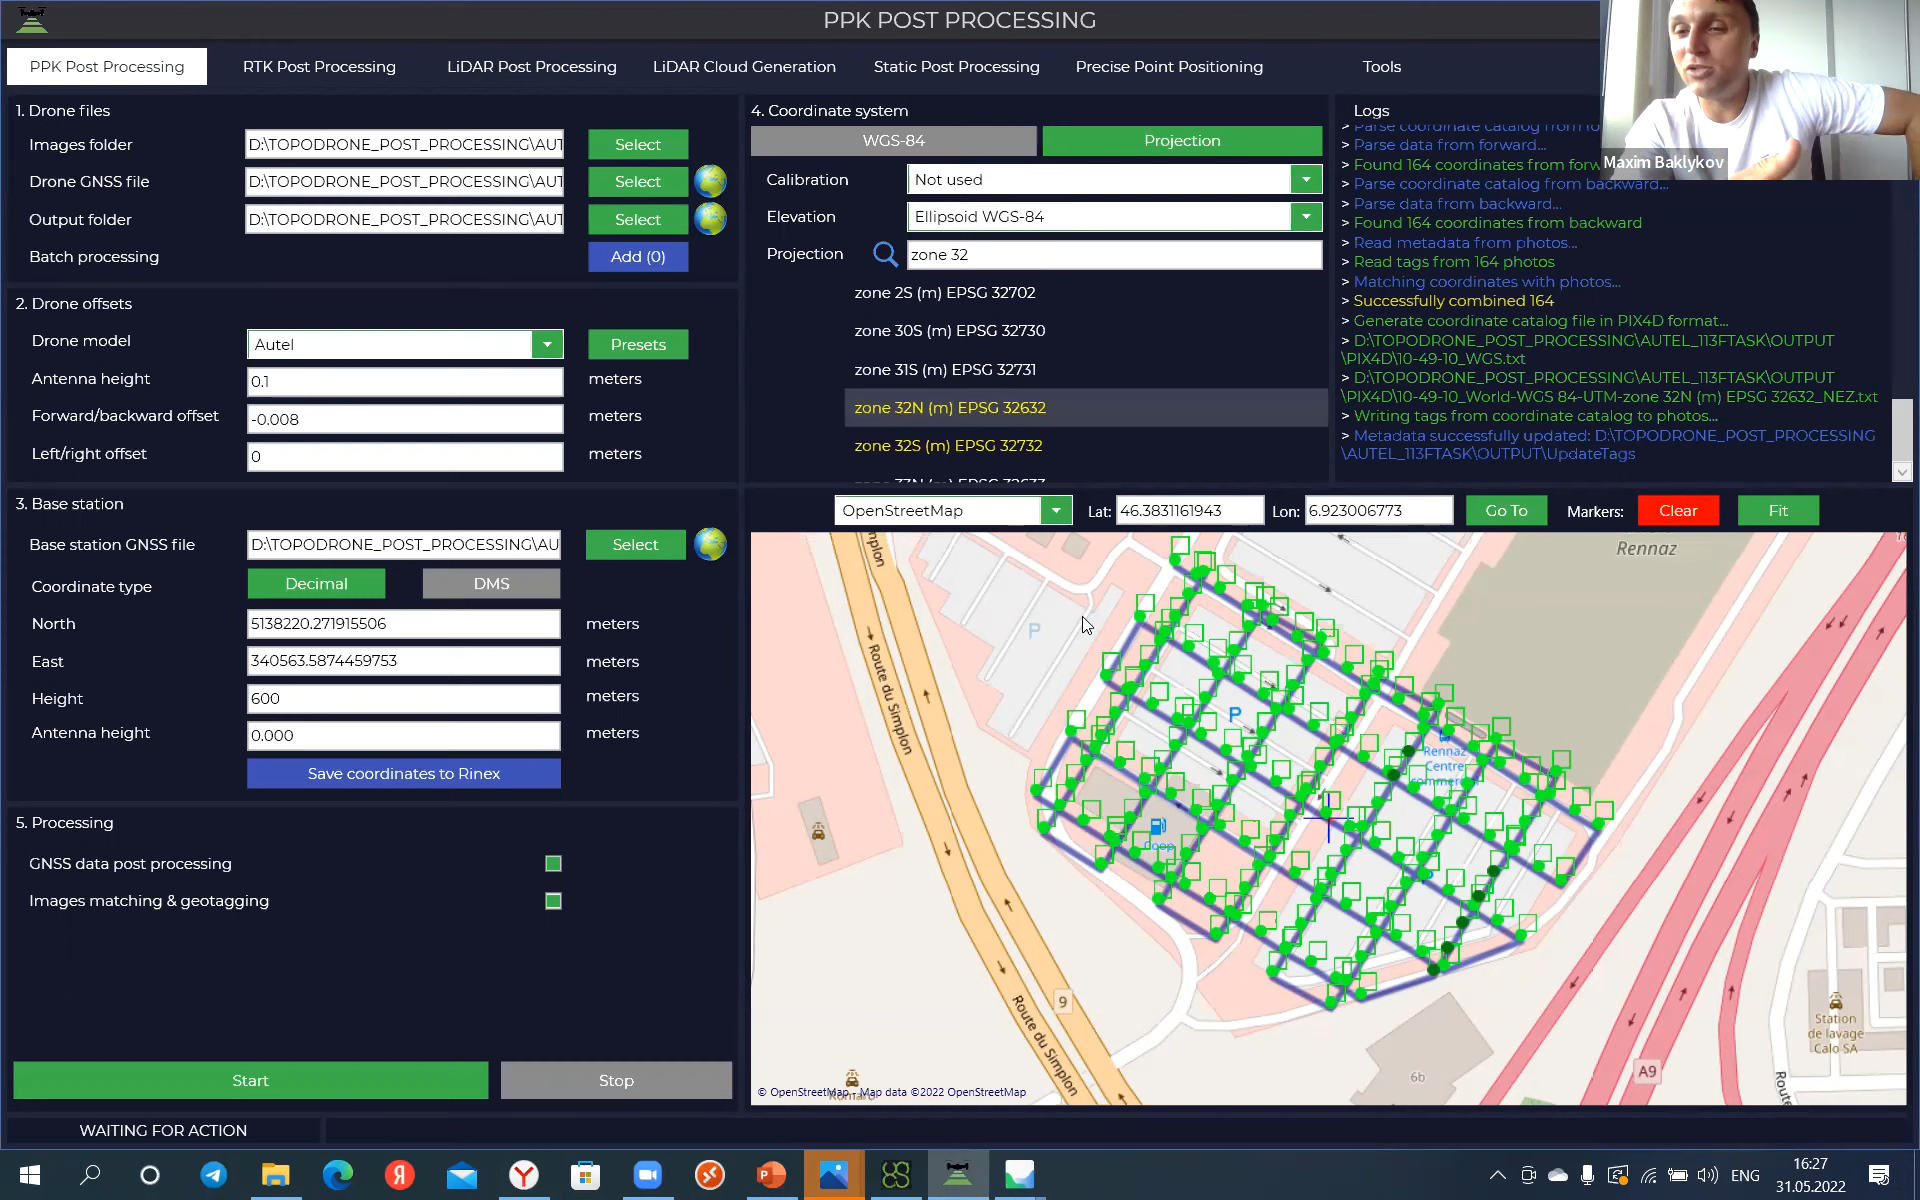 PPK POST PROCESSING
PPK Post Processing
RTK Post Processing
LiDAR Post Processing
LiDAR Cloud Generation
Static Post Processing
Precise Point Positioning
Tools
1. Drone files
Images folder
D:\TOPODRONE_POST_PROCESSING\AUT
Select
Drone GNSS file
D:\TOPODRONE_POST_PROCESSING\AUT
Select
Output folder
D:\TOPODRONE_POST_PROCESSING\AUT
Select
Batch processing
Add (0)
2. Drone offsets
Drone model
Autel
Presets
Antenna height
0.1
meters
Forward/backward offset
-0.008
meters
Left/right offset
0
meters
3. Base station
Base station GNSS file
D:\TOPODRONE_POST_PROCESSING\AU
Select
Coordinate type
Decimal
DMS
North
5138220.271915506
meters
East
340563.5874459753
meters
Height
600
meters
Antenna height
0.000
meters
Save coordinates to Rinex
5. Processing
GNSS data post processing
Images matching & geotagging
Start
Stop
WAITING FOR ACTION
4. Coordinate system
WGS-84
Projection
Calibration
Not used
Elevation
Ellipsoid WGS-84
Projection
zone 32
zone 2S (m) EPSG 32702
zone 30S (m) EPSG 32730
zone 31S (m) EPSG 32731
zone 32N (m) EPSG 32632
zone 32S (m) EPSG 32732
Logs
> Parse coordinate catalog from fo
> Parse data from forward...
> Found 164 coordinates from forw
> Parse coordinate catalog from backward...
> Parse data from backward...
> Found 164 coordinates from backward
> Read metadata from photos...
> Read tags from 164 photos
> Matching coordinates with photos...
> Successfully combined 164
> Generate coordinate catalog file in PIX4D format...
> D:\TOPODRONE_POST_PROCESSING\AUTEL_113FTASK\OUTPUT
\PIX4D\10-49-10_WGS.txt
> D:\TOPODRONE_POST_PROCESSING\AUTEL_113FTASK\OUTPUT
\PIX4D\10-49-10_World-WGS 84-UTM-zone 32N (m) EPSG 32632_NEZ.txt
> Writing tags from coordinate catalog to photos...
> Metadata successfully updated: D:\TOPODRONE_POST_PROCESSING
\AUTEL_113FTASK\OUTPUT\UpdateTags
Maxim Baklykov
OpenStreetMap
Lat:
46.3831161943
Lon:
6.923006773
Go To
Markers:
Clear
Fit
Rennaz
Route du Simplon
P
P
Rennaz
Centre
Coop
9
Route du Simplon
6b
A9
Station
de lavage
Calo SA
Route
© OpenStreetMap - Map data ©2022 OpenStreetMap
ENG
16:27
31.05.2022